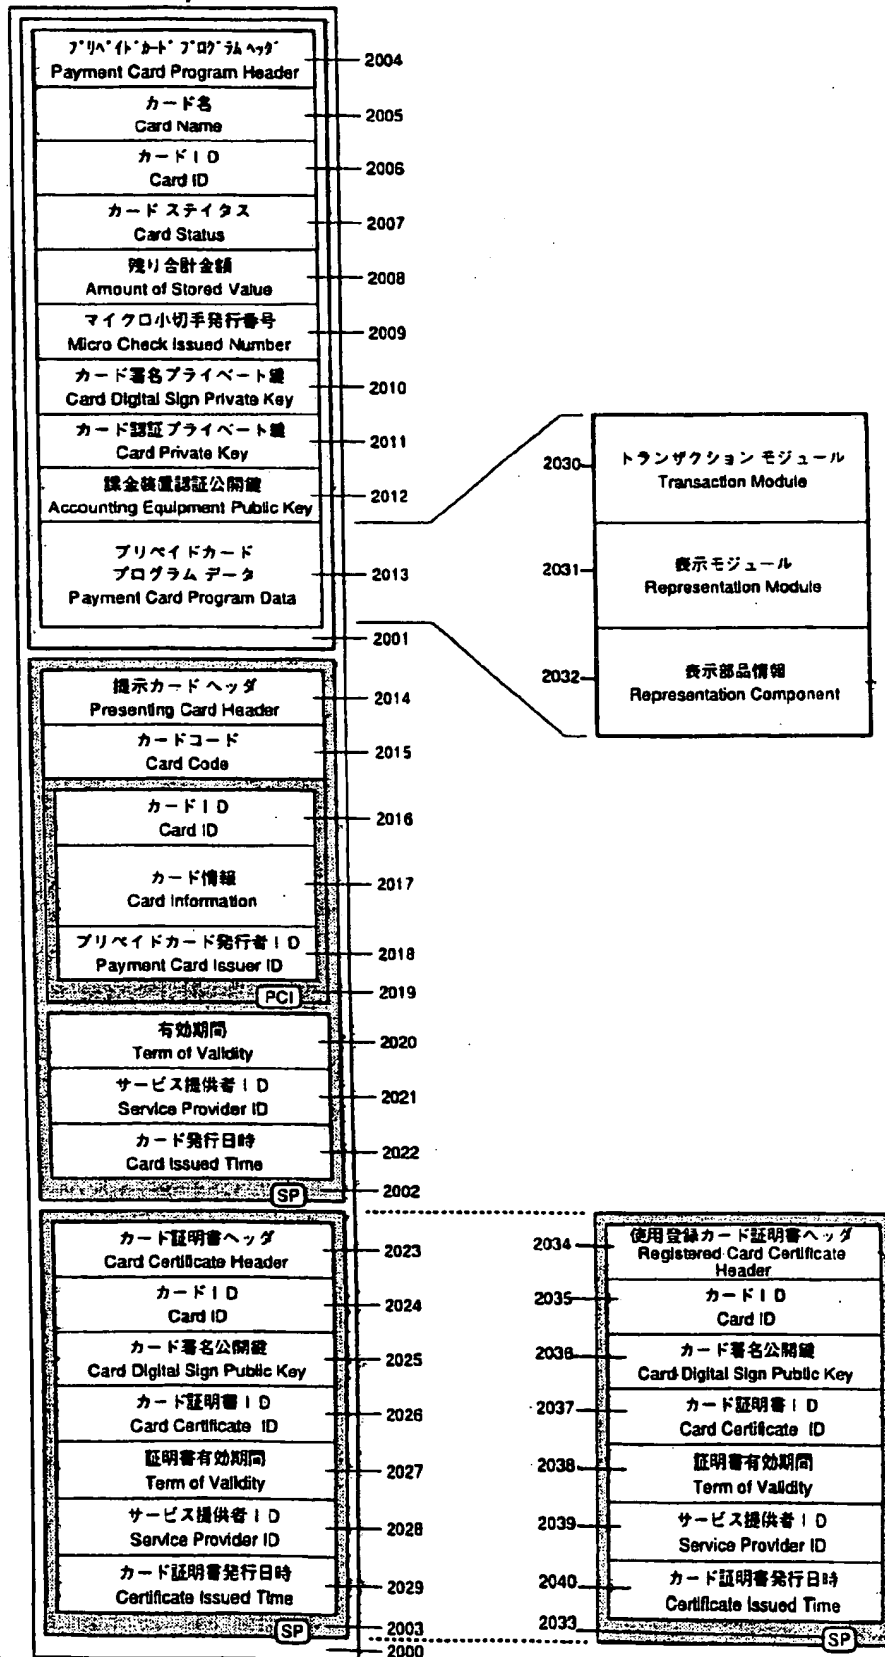 ﾌﾟﾘﾍﾟｲﾄﾞｶｰﾄﾞ ﾌﾟﾛｸﾞﾗﾑ ﾍｯﾀﾞ
Payment Card Program Header
2004
カード名
Card Name
2005
カードＩＤ
Card ID
2006
カード ステイタス
Card Status
2007
残り合計金額
Amount of Stored Value
2008
マイクロ小切手発行番号
Micro Check Issued Number
2009
カード署名プライベート鍵
Card Digital Sign Private Key
2010
カード認証プライベート鍵
Card Private Key
2011
課金装置認証公開鍵
Accounting Equipment Public Key
2012
プリペイドカード
プログラム データ
Payment Card Program Data
2013
2001
2030
トランザクション モジュール
Transaction Module
2031
表示モジュール
Representation Module
2032
表示部品情報
Representation Component
提示カード ヘッダ
Presenting Card Header
2014
カードコード
Card Code
2015
カードＩＤ
Card ID
2016
カード情報
Card Information
2017
プリペイドカード発行者ＩＤ
Payment Card Issuer ID
2018
PCI
2019
有効期間
Term of Validity
2020
サービス提供者ＩＤ
Service Provider ID
2021
カード発行日時
Card Issued Time
2022
SP
2002
カード証明書ヘッダ
Card Certificate Header
2023
カードＩＤ
Card ID
2024
カード署名公開鍵
Card Digital Sign Public Key
2025
カード証明書ＩＤ
Card Certificate ID
2026
証明書有効期間
Term of Validity
2027
サービス提供者ＩＤ
Service Provider ID
2028
カード証明書発行日時
Certificate Issued Time
2029
SP
2003
2000
2034
使用登録カード証明書ヘッダ
Registered Card Certificate
Header
2035
カードＩＤ
Card ID
2036
カード署名公開鍵
Card Digital Sign Public Key
2037
カード証明書ＩＤ
Card Certificate ID
2038
証明書有効期間
Term of Validity
2039
サービス提供者ＩＤ
Service Provider ID
2040
カード証明書発行日時
Certificate Issued Time
2033
SP